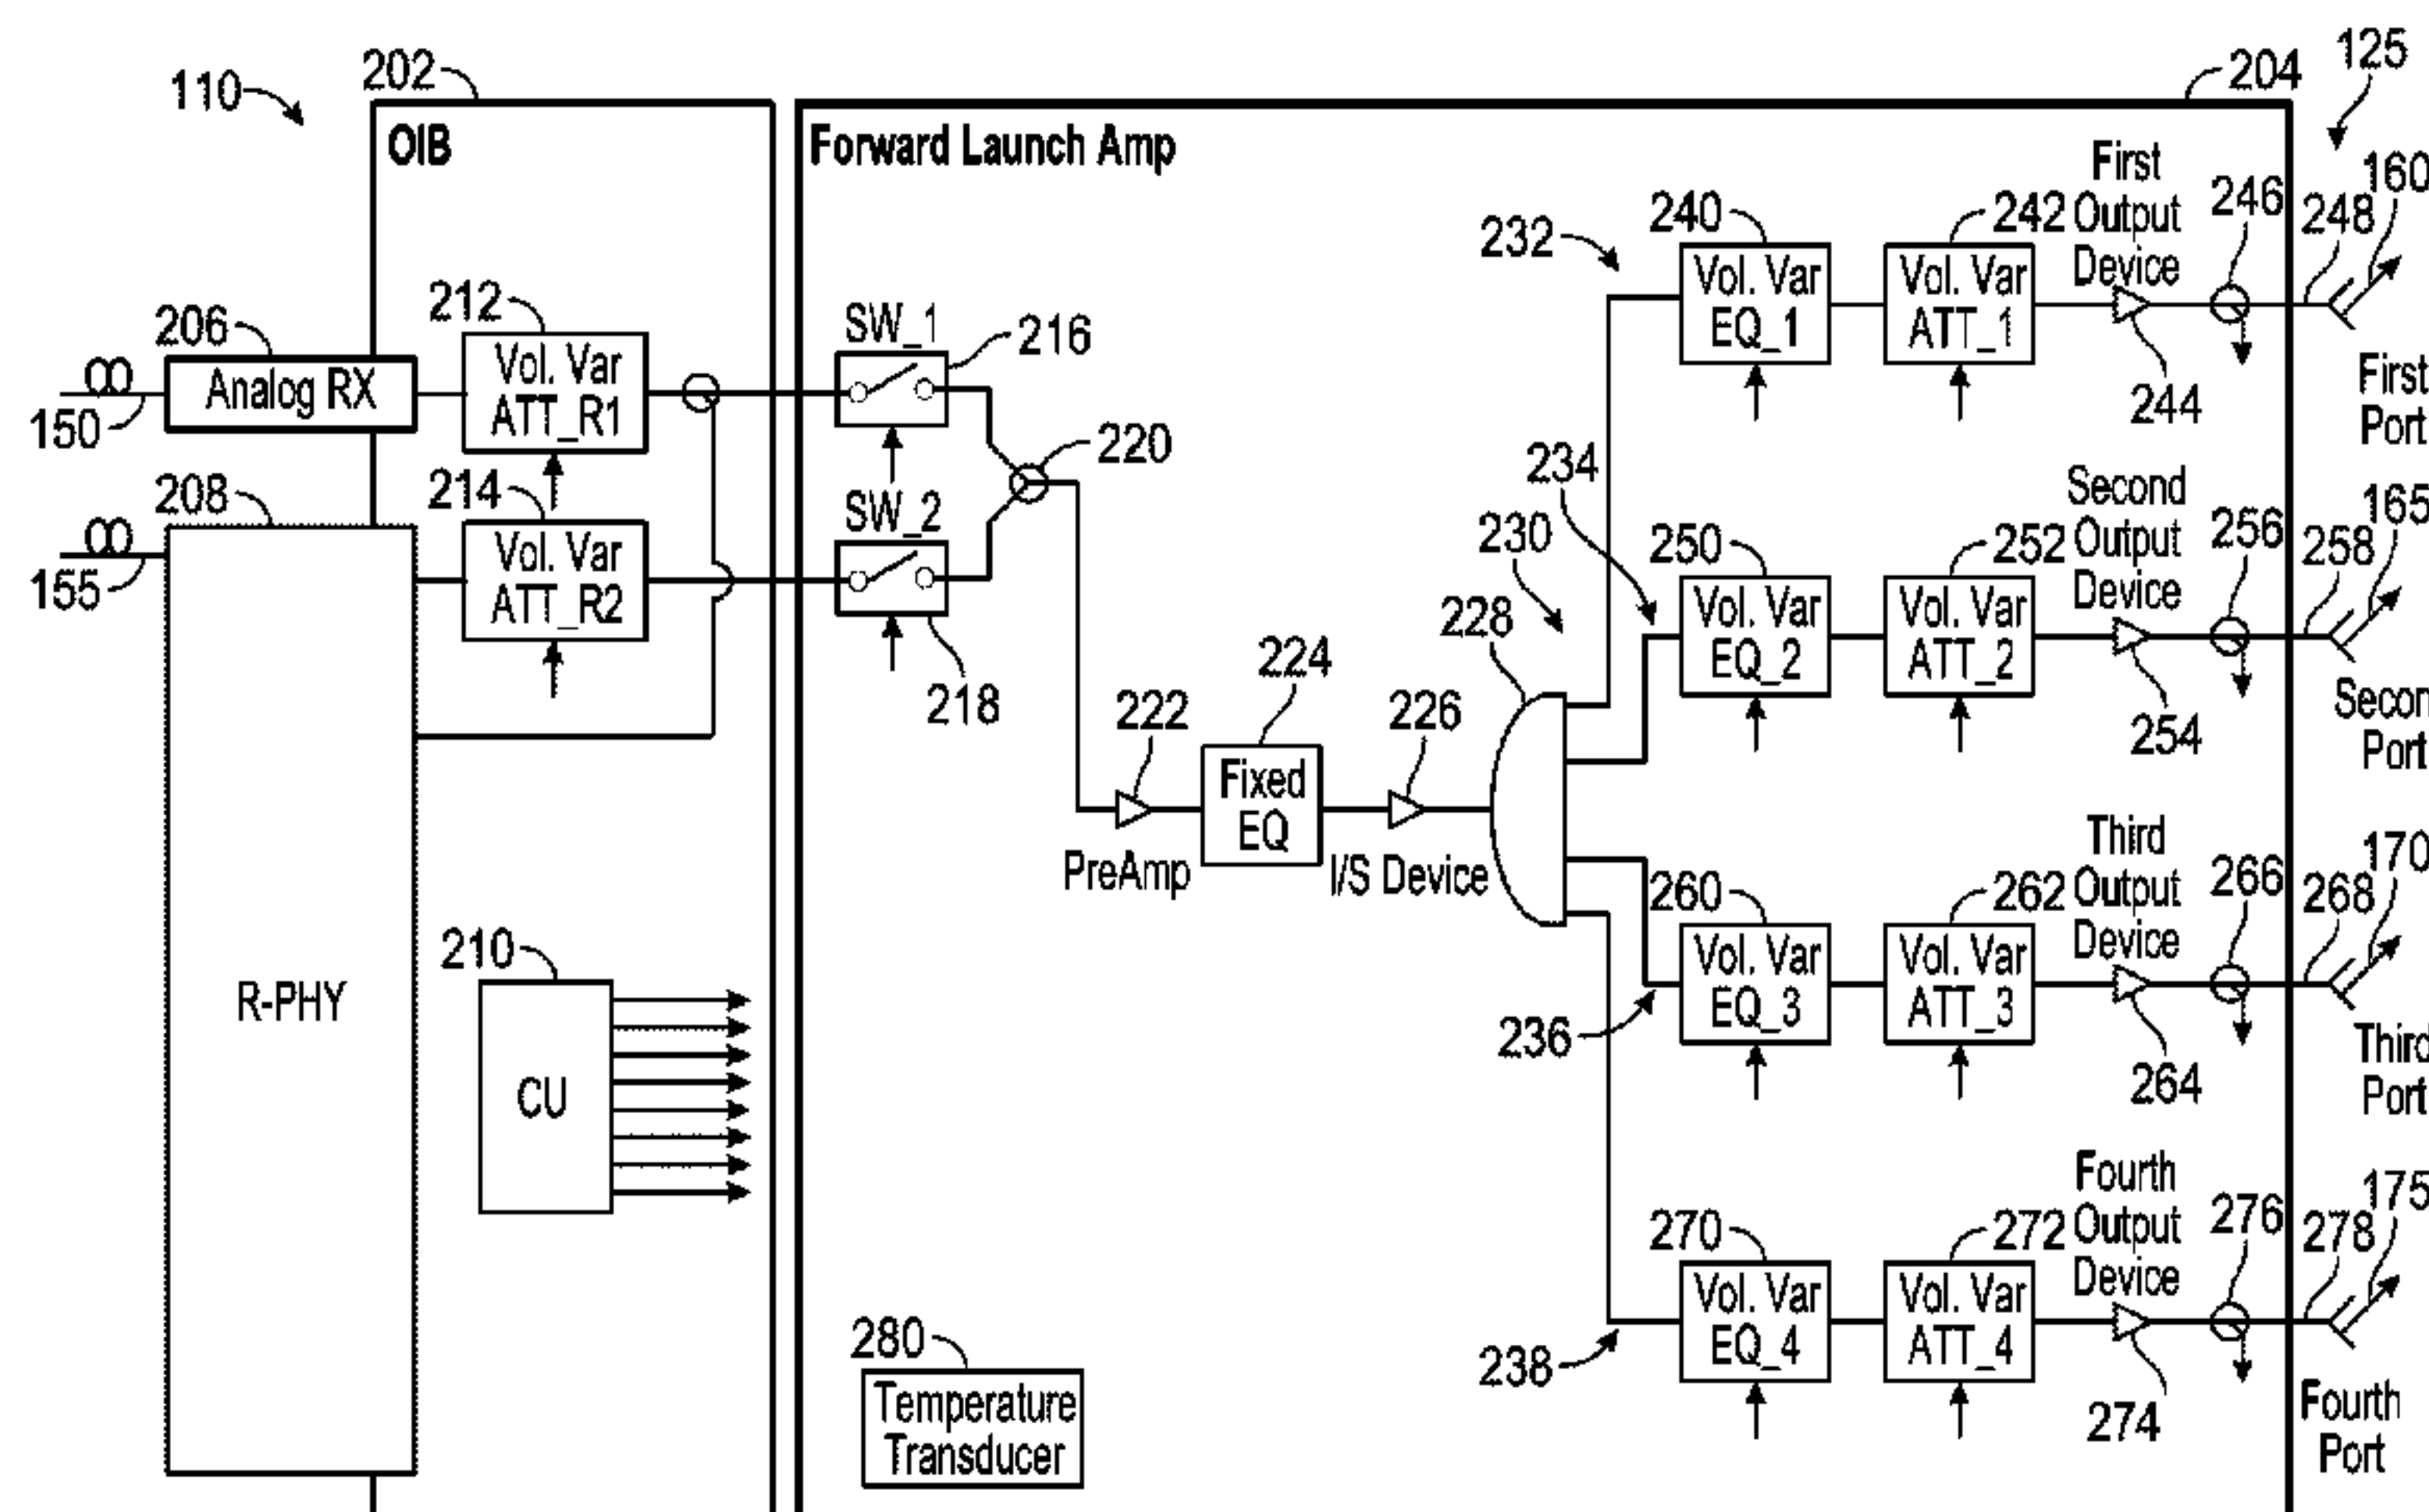 110
202
204
125
OIB
Forward Launch Amp
First
Output
Device
240
242
246
248
160
232
Vol. Var
EQ_1
Vol. Var
ATT_1
244
First
Port
206
212
SW_1
216
Analog RX
Vol. Var
ATT_R1
150
220
208
214
SW_2
155
Vol. Var
ATT_R2
218
234
230
228
Second
Output
Device
250
252
256
258
165
Vol. Var
EQ_2
Vol. Var
ATT_2
254
Secon
Port
222
224
226
Fixed
EQ
PreAmp
I/S Device
Third
Output
Device
260
262
266
268
170
Vol. Var
EQ_3
Vol. Var
ATT_3
236
264
Third
Port
210
R-PHY
CU
Fourth
Output
Device
270
272
276
278
175
Vol. Var
EQ_4
Vol. Var
ATT_4
238
274
Fourth
Port
280
Temperature
Transducer